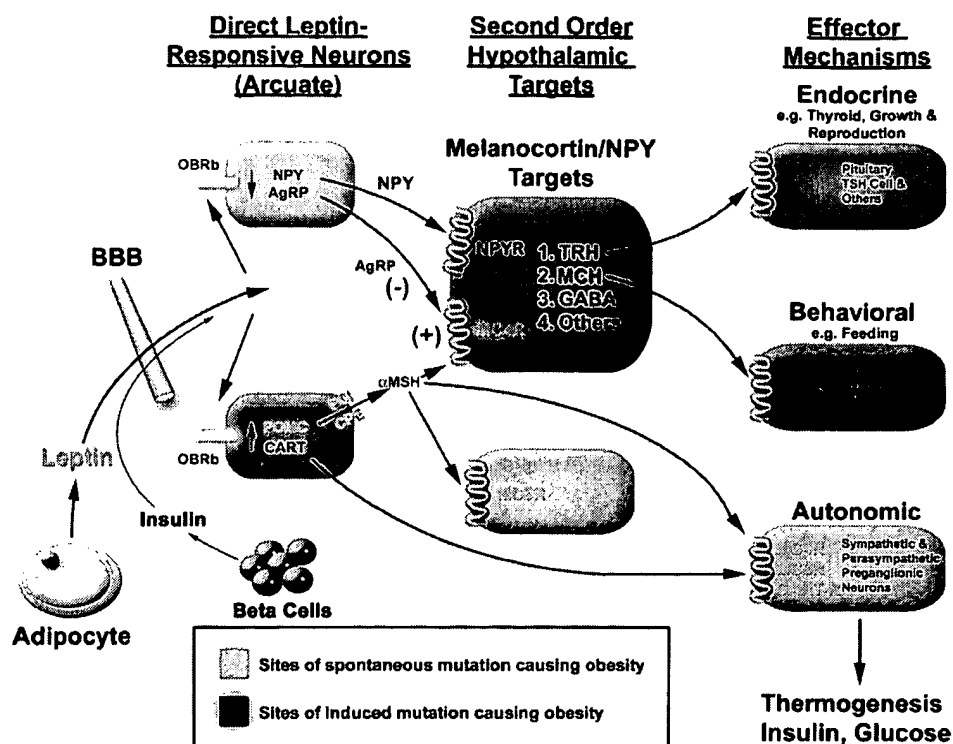 Direct Leptin-
Responsive Neurons
(Arcuate)
Second Order
Hypothalamic
Targets
Effector
Mechanisms
Endocrine
e.g. Thyroid, Growth &
Reproduction
Pituitary
TSH Cell &
Others
OBRb
NPY
AgRP
NPY
AgRP
(-)
(+)
Melanocortin/NPY
Targets
NPYR
1. TRH
2. MCH
3. GABA
4. Others
BBB
Behavioral
e.g. Feeding
αMSH
CPE
POMC
CART
OBRb
Leptin
Insulin
Adipocyte
Beta Cells
Autonomic
Sympathetic &
Parasympathetic
Preganglionic
Neurons
Thermogenesis
Insulin, Glucose
Sites of spontaneous mutation causing obesity
Sites of induced mutation causing obesity